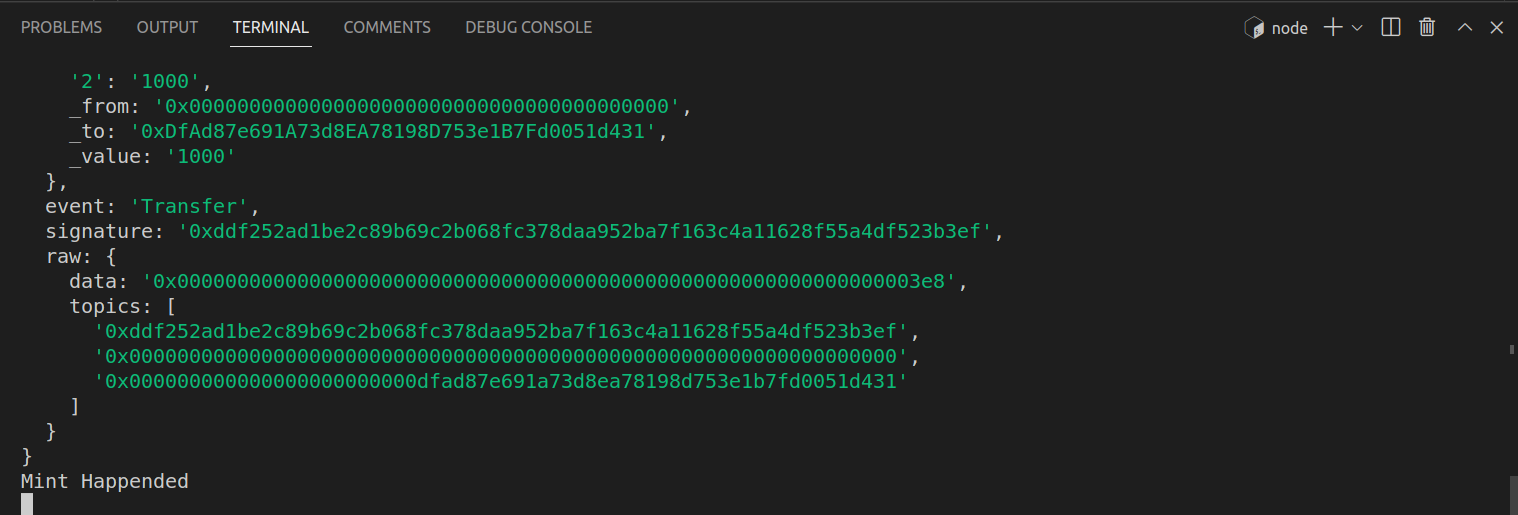 PROBLEMS OUTPUT TERMINAL COMMENTS DEBUG CONSOLE node
'2': '1000',
_from: '0x0000000000000000000000000000000000000000',
_to: '0xDfAd87e691A73d8EA78198D753e1B7Fd0051d431',
_value: '1000'
},
event: 'Transfer',
signature: '0xddf252ad1be2c89b69c2b068fc378daa952ba7f163c4a11628f55a4df523b3ef',
raw: {
data: '0x00000000000000000000000000000000000000000000000000000000000003e8',
topics: [
'0xddf252ad1be2c89b69c2b068fc378daa952ba7f163c4a11628f55a4df523b3ef',
'0x0000000000000000000000000000000000000000000000000000000000000000',
'0x000000000000000000000000dfad87e691a73d8ea78198d753e1b7fd0051d431'
]
}
}
Mint Happended